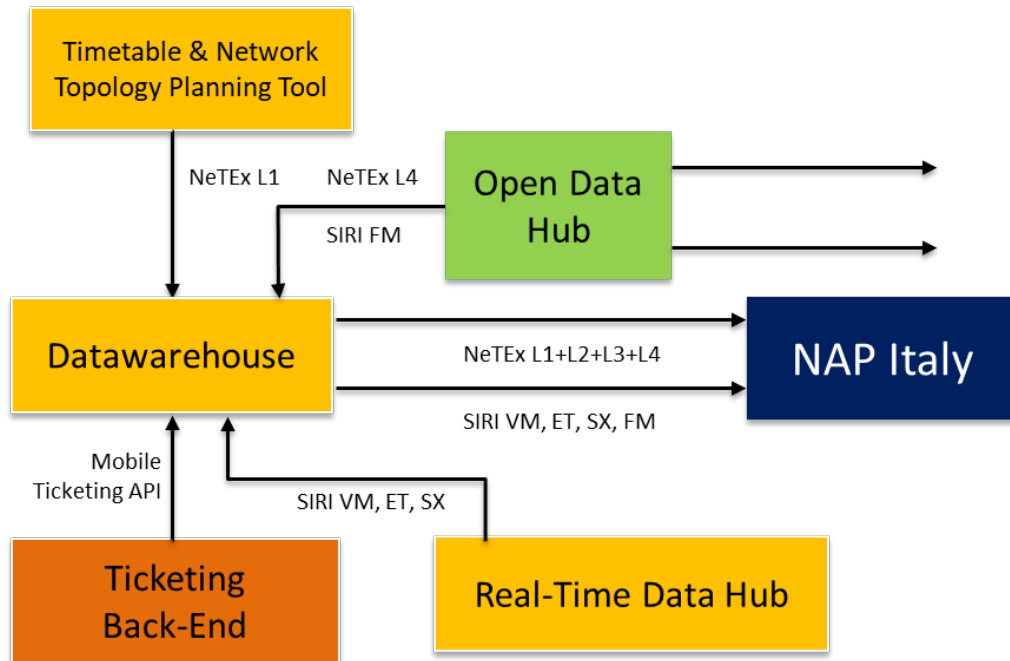 Timetable & Network
Topology Planning Tool
NeTEx L1
NeTEx L4
SIRI FM
Open Data
Hub
Datawarehouse
NeTEx L1+L2+L3+L4
SIRI VM, ET, SX, FM
NAP Italy
Mobile
Ticketing API
SIRI VM, ET, SX
Ticketing
Back-End
Real-Time Data Hub